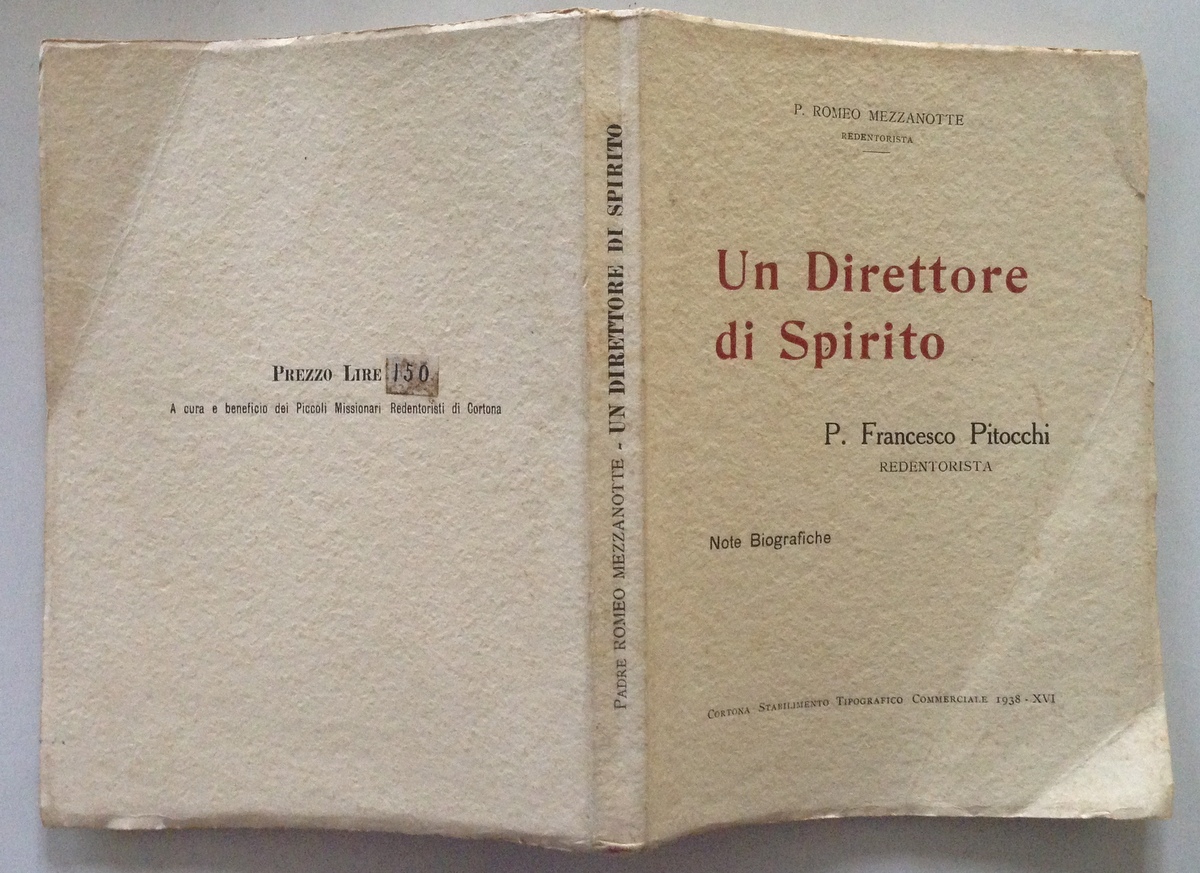 P. ROMEO MEZZANOTTE
REDENTORISTA
Un Direttore
di Spirito
P. Francesco Pitocchi
REDENTORISTA
Note Biografiche
CORTONA STABILIMENTO TIPOGRAFICO COMMERCIALE 1938 - XVI
PADRE ROMEO MEZZANOTTE - UN DIRETTORE DI SPIRITO
PREZZO LIRE 150
A cura e beneficio dei Piccoli Missionari Redentoristi di Cortona